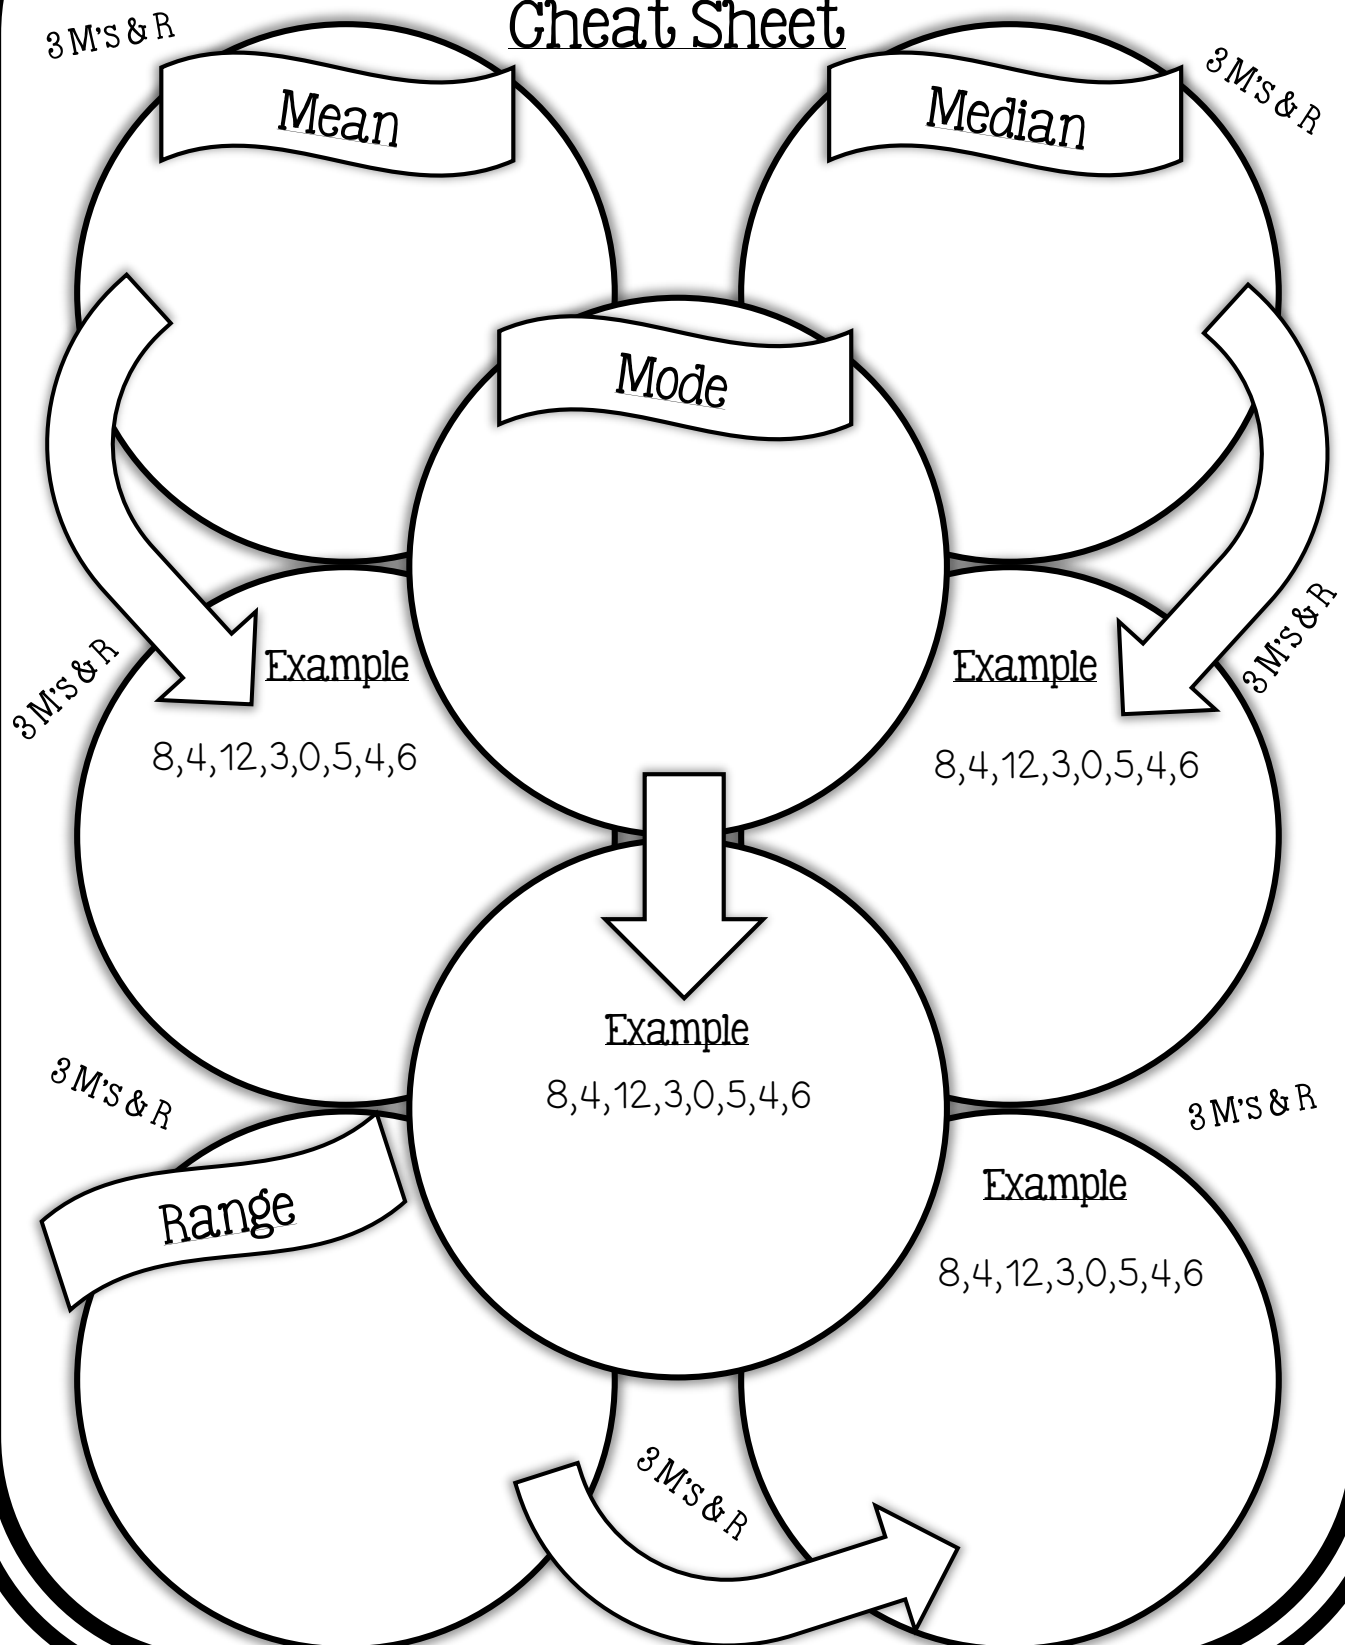 Cheat Sheet
3 M's & R
Mean
Median
3 M's & R
Mode
Example
8,4,12,3,0,5,4,6
3 M's & R
Example
8,4,12,3,0,5,4,6
3 M's & R
Example
8,4,12,3,0,5,4,6
3 M's & R
3 M's & R
Range
Example
8,4,12,3,0,5,4,6
3 M's & R